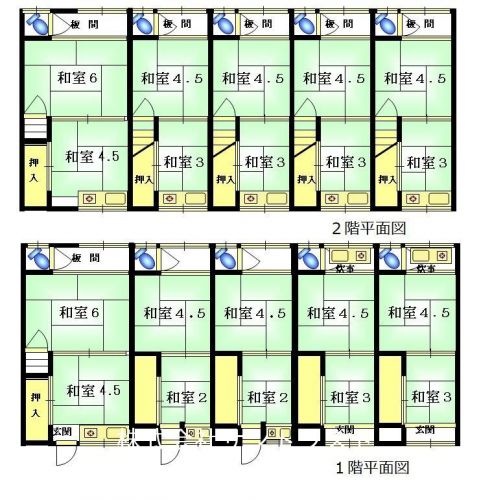 板間 板間 板間 板間 板間
和室6 和室4.5 和室4.5 和室4.5 和室4.5
和室4.5 和室3 和室3 和室3 和室3
押入 押入 押入 押入 押入
2階平面図
板間 炊事 炊事
和室6 和室4.5 和室4.5 和室4.5 和室4.5
和室4.5 和室2 和室2 和室3 和室3
押入
玄関 玄関 玄関
1階平面図